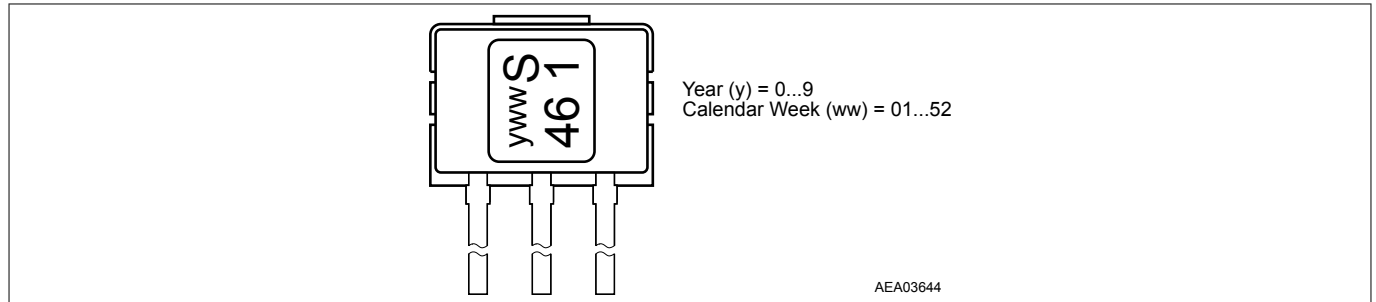 ywwS
46 1
Year (y) = 0...9
Calendar Week (ww) = 01...52
AEA03644